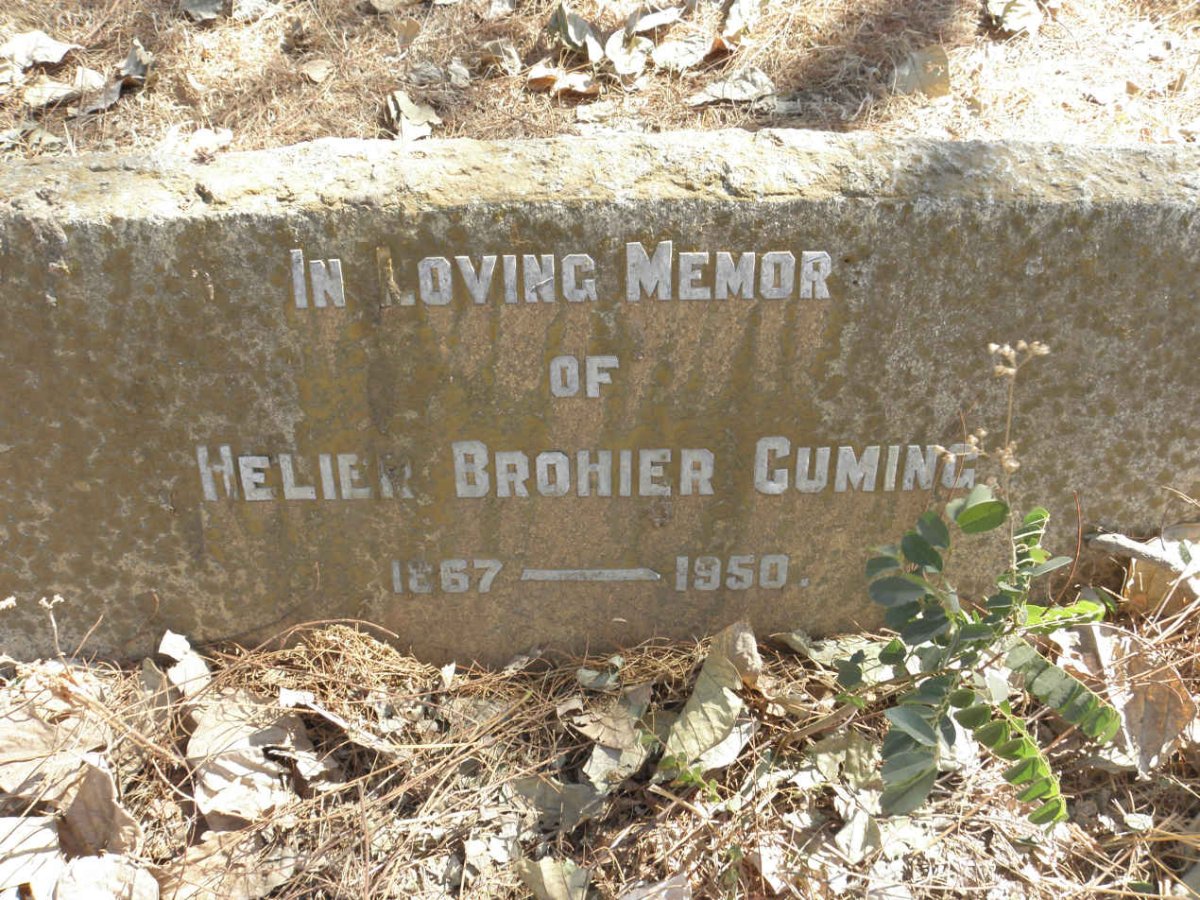 IN LOVING MEMOR
OF
HELIER BROHIER CUMING
1867 — 1950.